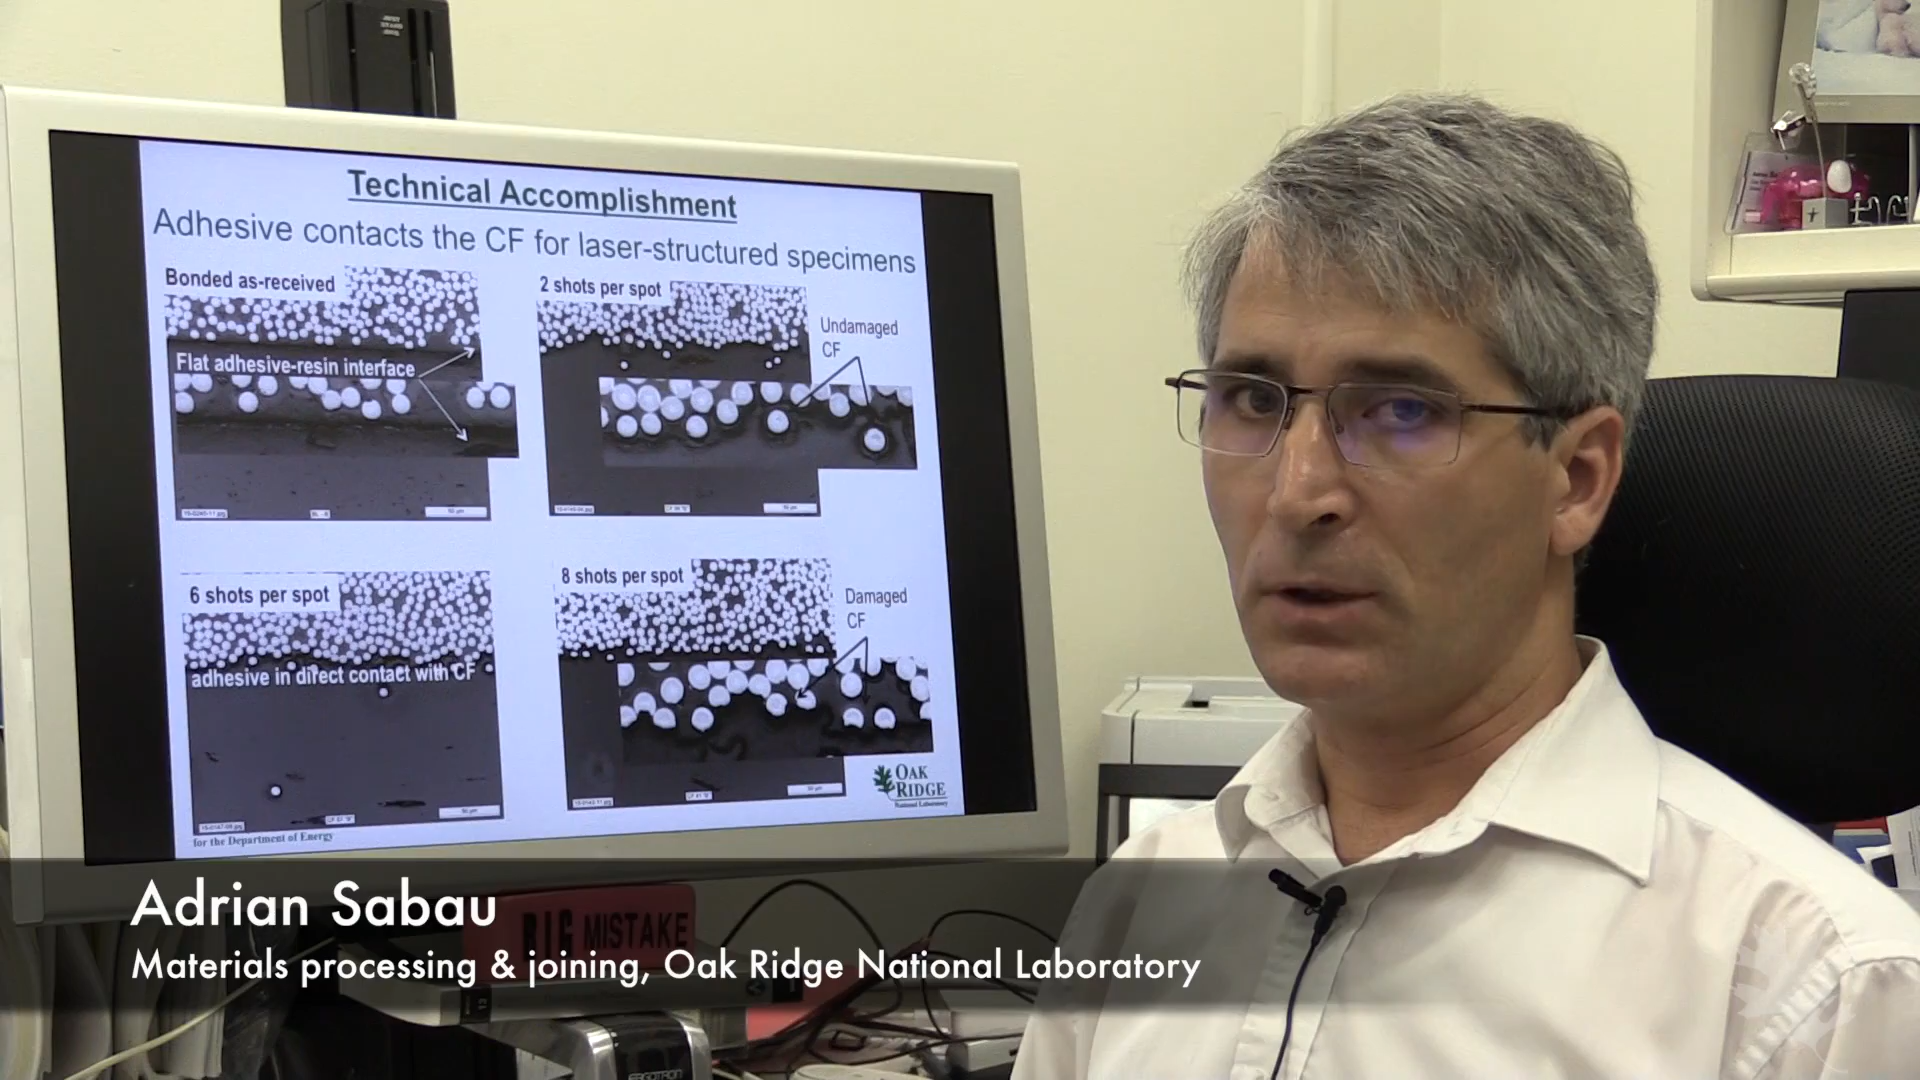 Technical Accomplishment
Adhesive contacts the CF for laser-structured specimens
Bonded as-received
Flat adhesive-resin interface
2 shots per spot
Undamaged
CF
6 shots per spot
adhesive in direct contact with CF
8 shots per spot
Damaged
CF
OAK
RIDGE
National Laboratory
for the Department of Energy
BIG MISTAKE
Adrian Sabau
Materials processing & joining, Oak Ridge National Laboratory
ERGOTRON